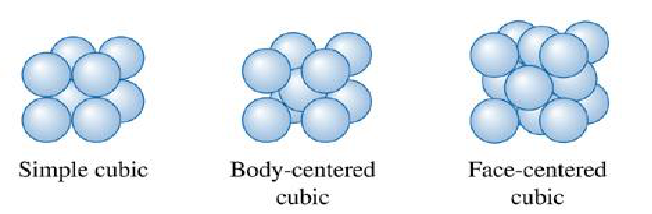 Simple cubic
Body-centered
cubic
Face-centered
cubic